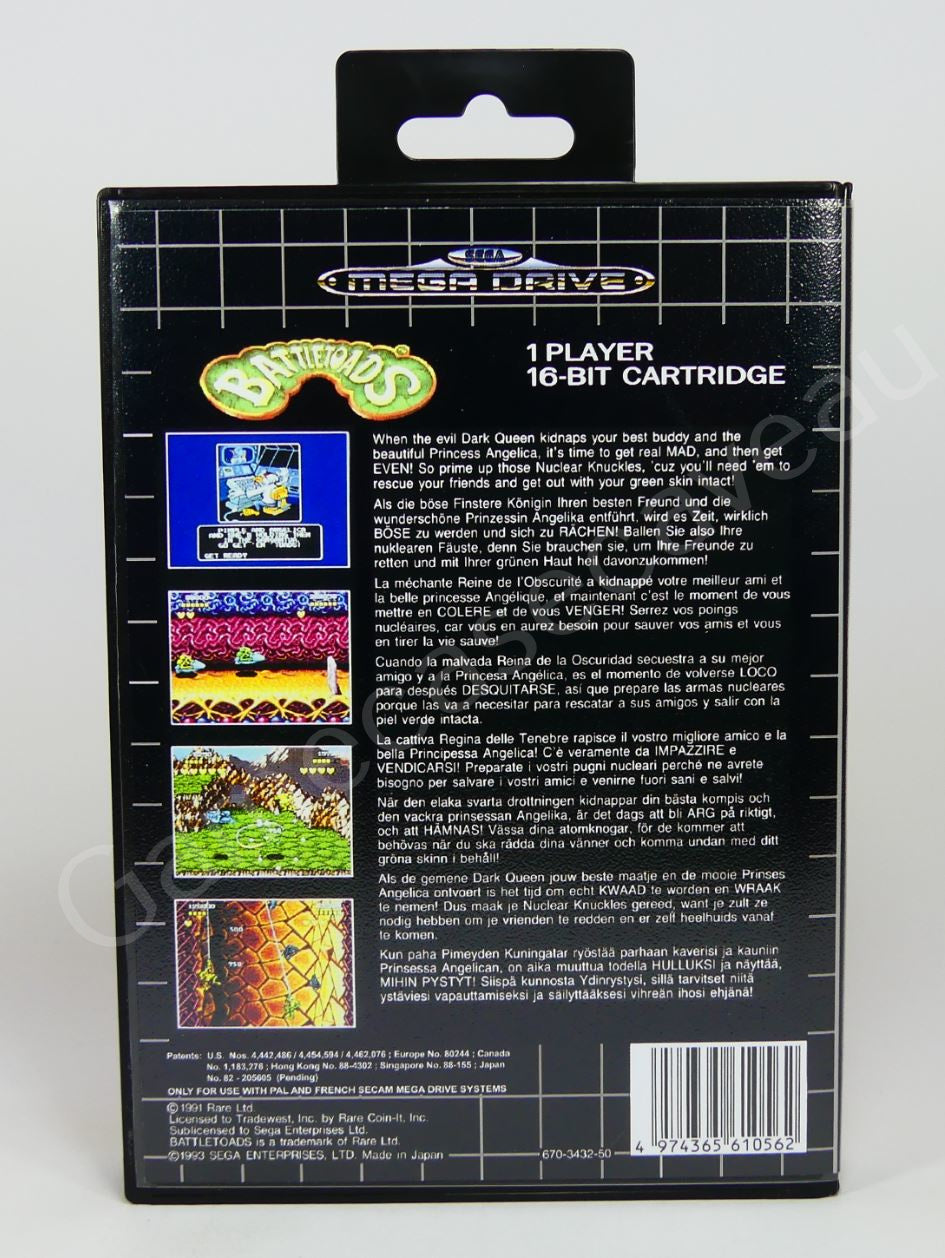 SEGA
MEGA DRIVE
BATTLETOADS
1 PLAYER
16-BIT CARTRIDGE
When the evil Dark Queen kidnaps your best buddy and the
beautiful Princess Angelica, it's time to get real MAD, and then get
EVEN! So prime up those Nuclear Knuckles, 'cuz you'll need 'em to
rescue your friends and get out with your green skin intact!
Als die böse Finstere Königin Ihren besten Freund und die
wunderschöne Prinzessin Angelika entführt, wird es Zeit, wirklich
BÖSE zu werden und sich zu RÄCHEN! Ballen Sie also Ihre
nuklearen Fäuste, denn Sie brauchen sie, um Ihre Freunde zu
retten und mit Ihrer grünen Haut heil davonzukommen!
La méchante Reine de l'Obscurité a kidnappé votre meilleur ami et
la belle princesse Angélique, et maintenant c'est le moment de vous
mettre en COLERE et de vous VENGER! Serrez vos poings
nucléaires, car vous en aurez besoin pour sauver vos amis et vous
en tirer la vie sauve!
Cuando la malvada Reina de la Oscuridad secuestra a su mejor
amigo y a la Princesa Angélica, es el momento de volverse LOCO
para después DESQUITARSE, así que prepare las armas nucleares
porque las va a necesitar para rescatar a sus amigos y salir con la
piel verde intacta.
La cattiva Regina delle Tenebre rapisce il vostro migliore amico e la
bella Principessa Angelica! C'è veramente da IMPAZZIRE e
VENDICARSI! Preparate i vostri pugni nucleari perché ne avrete
bisogno per salvare i vostri amici e venirne fuori sani e salvi!
När den elaka svarta drottningen kidnappar din bästa kompis och
den vackra prinsessan Angelika, är det dags att bli ARG på riktigt,
och att HÄMNAS! Vässa dina atomknogar, för de kommer att
behövas när du ska rädda dina vänner och komma undan med ditt
gröna skinn i behåll!
Als de gemene Dark Queen jouw beste maatje en de mooie Prinses
Angelica ontvoert is het tijd om echt KWAAD te worden en WRAAK
te nemen! Dus maak je Nuclear Knuckles gereed, want je zult ze
nodig hebben om je vrienden te redden en er zelf heelhuids vanaf
te komen.
Kun paha Pimeyden Kuningatar ryöstää parhaan kaverisi ja kauniin
Prinsessa Angelican, on aika muuttua todella HULLUKSI ja näyttää,
MIHIN PYSTYT! Siispä kunnosta Ydinrystysi, sillä tarvitset niitä
ystäviesi vapauttamiseksi ja säilyttääksesi vihreän ihosi ehjänä!
PIMPLE AND ANGELICA
GET READY
Patents: U.S. Nos. 4,442,486 / 4,454,594 / 4,462,076 ; Europe No. 80244 ; Canada
No. 1,183,276 ; Hong Kong No. 88-4302 ; Singapore No. 88-155 ; Japan
No. 82 - 205605 (Pending)
ONLY FOR USE WITH PAL AND FRENCH SECAM MEGA DRIVE SYSTEMS
©1991 Rare Ltd.
Licensed to Tradewest, Inc. by Rare Coin-It, Inc.
Sublicensed to Sega Enterprises Ltd.
BATTLETOADS is a trademark of Rare Ltd.
©1993 SEGA ENTERPRISES, LTD. Made in Japan
670-3432-50
4 974365 610562